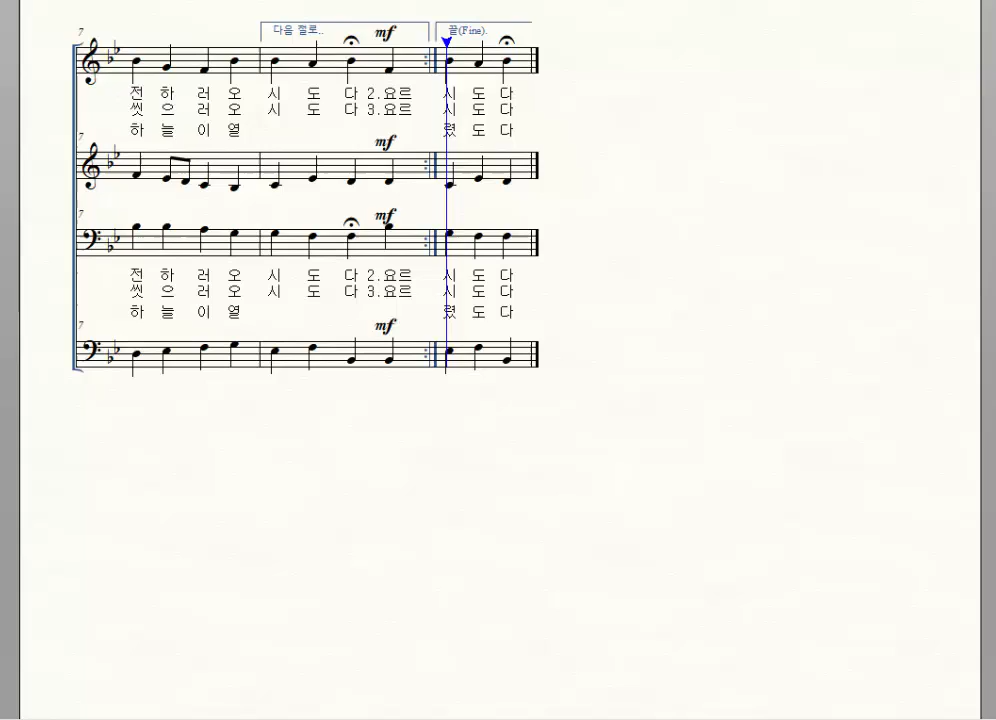 7
다음 절로..
mf
끝(Fine).
전 하 러 오 시 도 다 2.요르 시 도 다
씻 으 러 오 시 도 다 3.요르 시 도 다
하 늘 이 열 렸 도 다
7
mf
7
mf
전 하 러 오 시 도 다 2.요르 시 도 다
씻 으 러 오 시 도 다 3.요르 시 도 다
하 늘 이 열 렸 도 다
7
mf